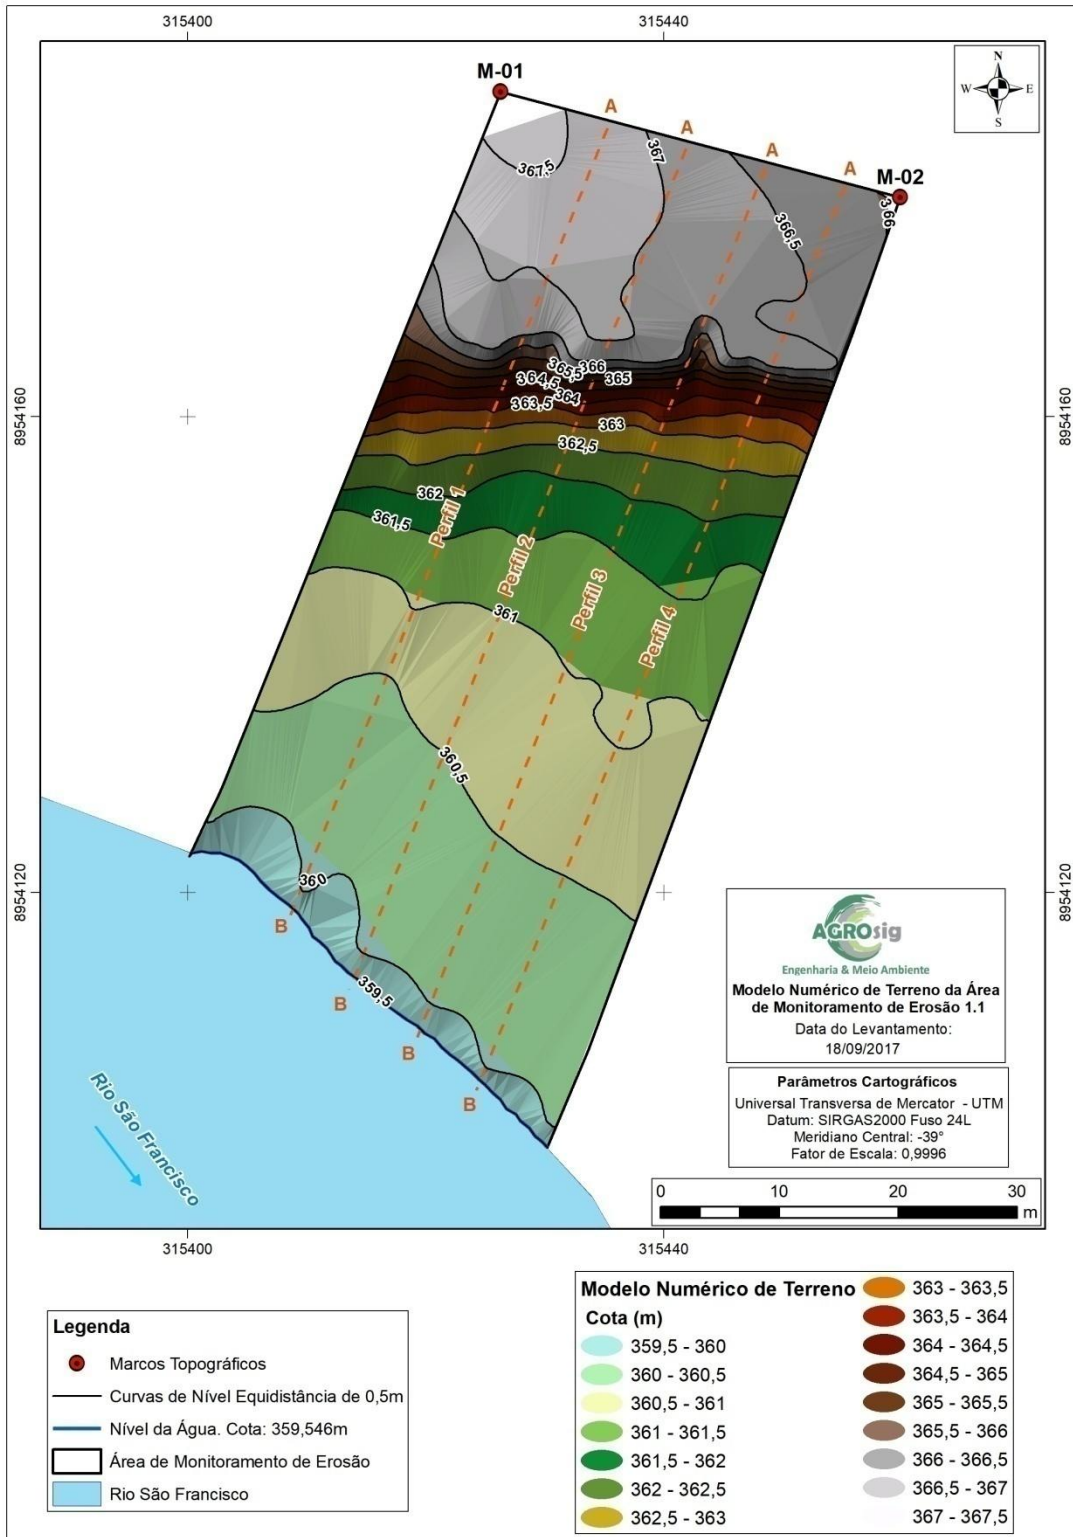 315400
315440
M-01
N
W
E
S
A
A
A
A
M-02
367,5
367
366,5
366
8954160
8954160
365,5
366
364,5
365
364
363,5
363
362,5
362
361,5
Perfil 1
Perfil 2
Perfil 3
Perfil 4
361
360,5
360
359,5
8954120
8954120
B
B
B
B
Rio São Francisco
AGROsig
Engenharia & Meio Ambiente
Modelo Numérico de Terreno da Área
de Monitoramento de Erosão 1.1
Data do Levantamento:
18/09/2017
Parâmetros Cartográficos
Universal Transversa de Mercator - UTM
Datum: SIRGAS2000 Fuso 24L
Meridiano Central: -39°
Fator de Escala: 0,9996
0 10 20 30
m
315400
315440
Legenda
Marcos Topográficos
Curvas de Nível Equidistância de 0,5m
Nível da Água. Cota: 359,546m
Área de Monitoramento de Erosão
Rio São Francisco
Modelo Numérico de Terreno
Cota (m)
359,5 - 360
360 - 360,5
360,5 - 361
361 - 361,5
361,5 - 362
362 - 362,5
362,5 - 363
363 - 363,5
363,5 - 364
364 - 364,5
364,5 - 365
365 - 365,5
365,5 - 366
366 - 366,5
366,5 - 367
367 - 367,5